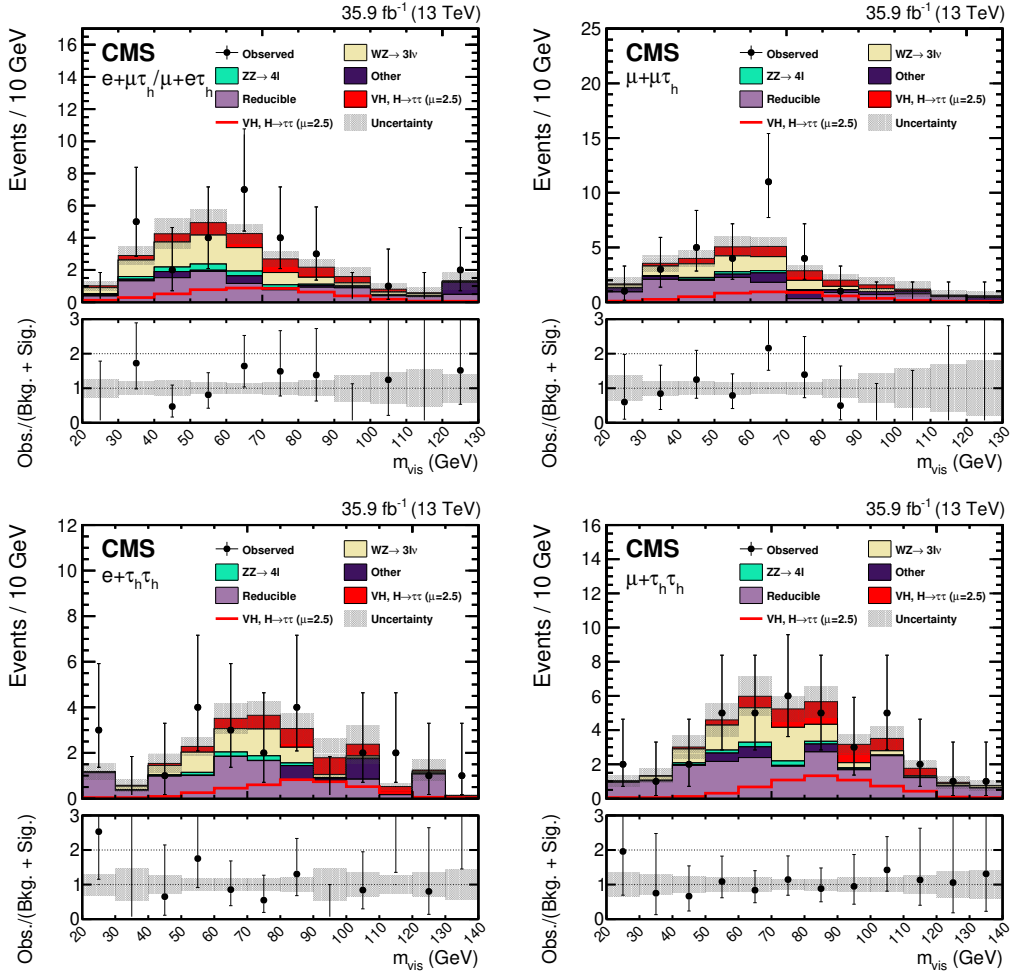 35.9 fb⁻¹ (13 TeV)
Events / 10 GeV
16
14
12
10
8
6
4
2
0
CMS
e+μτ_h/μ+eτ_h
Observed
WZ→ 3lν
ZZ→ 4l
Other
Reducible
VH, H→ττ (μ=2.5)
VH, H→ττ (μ=2.5)
Uncertainty
Obs./(Bkg. + Sig.)
3
2
1
0
20 30 40 50 60 70 80 90 100 110 120 130
m_vis (GeV)
35.9 fb⁻¹ (13 TeV)
Events / 10 GeV
25
20
15
10
5
0
CMS
μ+μτ_h
Observed
WZ→ 3lν
ZZ→ 4l
Other
Reducible
VH, H→ττ (μ=2.5)
VH, H→ττ (μ=2.5)
Uncertainty
Obs./(Bkg. + Sig.)
3
2
1
0
20 30 40 50 60 70 80 90 100 110 120 130
m_vis (GeV)
35.9 fb⁻¹ (13 TeV)
Events / 10 GeV
12
10
8
6
4
2
0
CMS
e+τ_hτ_h
Observed
WZ→ 3lν
ZZ→ 4l
Other
Reducible
VH, H→ττ (μ=2.5)
VH, H→ττ (μ=2.5)
Uncertainty
Obs./(Bkg. + Sig.)
3
2
1
0
20 30 40 50 60 70 80 90 100 110 120 130 140
m_vis (GeV)
35.9 fb⁻¹ (13 TeV)
Events / 10 GeV
16
14
12
10
8
6
4
2
0
CMS
μ+τ_hτ_h
Observed
WZ→ 3lν
ZZ→ 4l
Other
Reducible
VH, H→ττ (μ=2.5)
VH, H→ττ (μ=2.5)
Uncertainty
Obs./(Bkg. + Sig.)
3
2
1
0
20 30 40 50 60 70 80 90 100 110 120 130 140
m_vis (GeV)